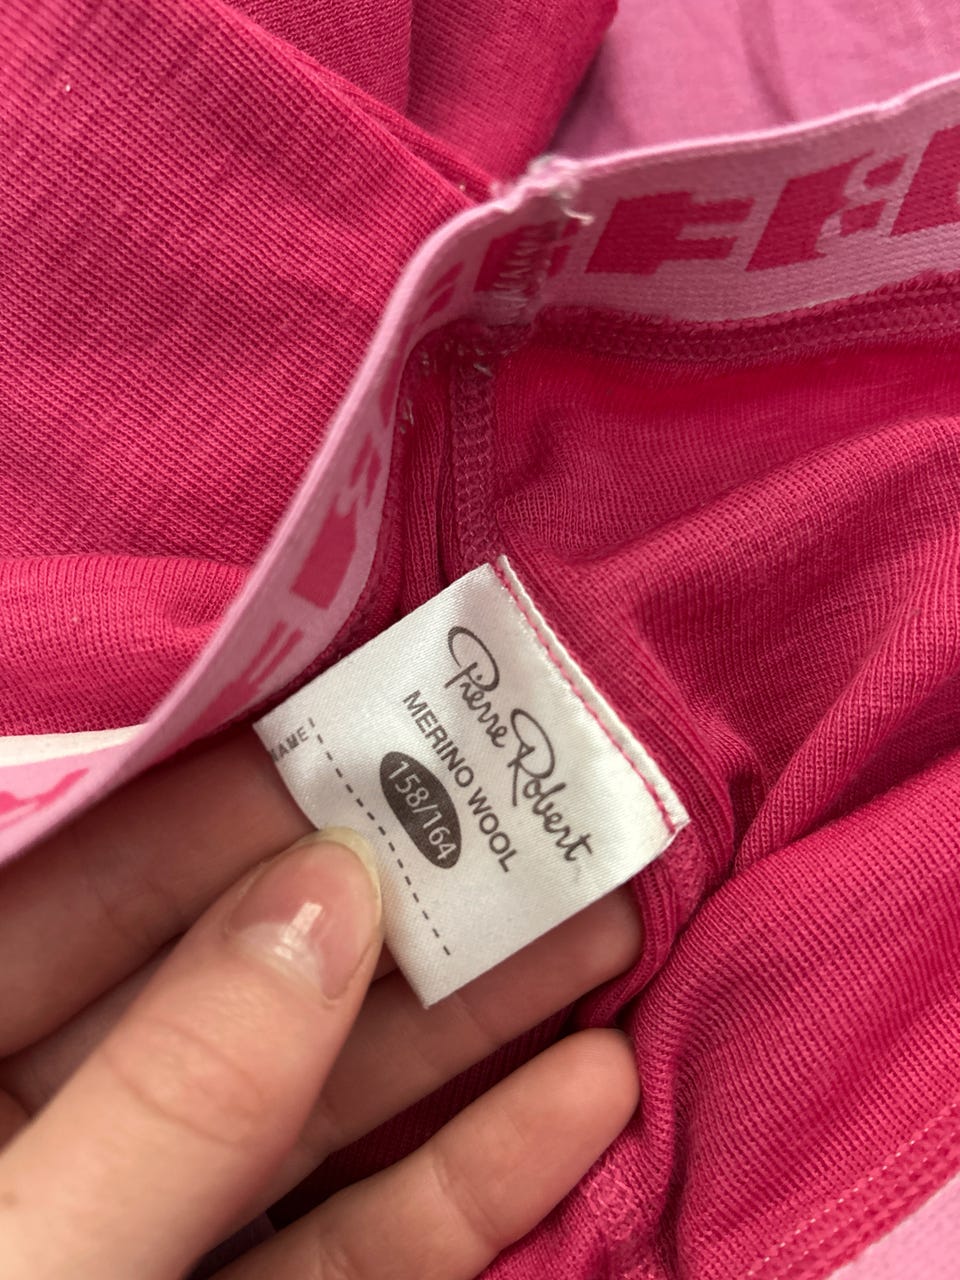 Pierre Robert
MERINO WOOL
158/164
NAME: